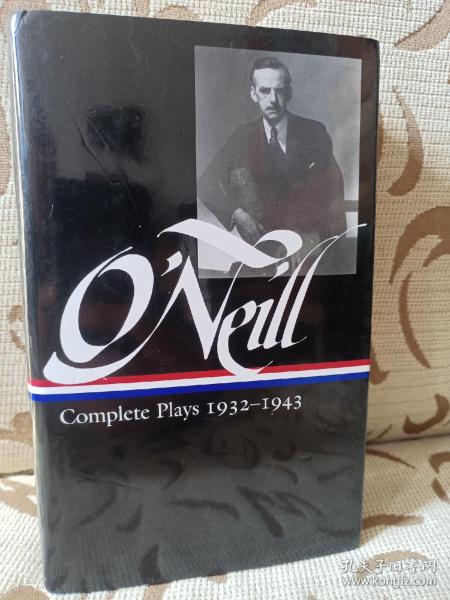 O'Neill
Complete Plays 1932–1943
孔夫子旧书网
www.kongfz.com